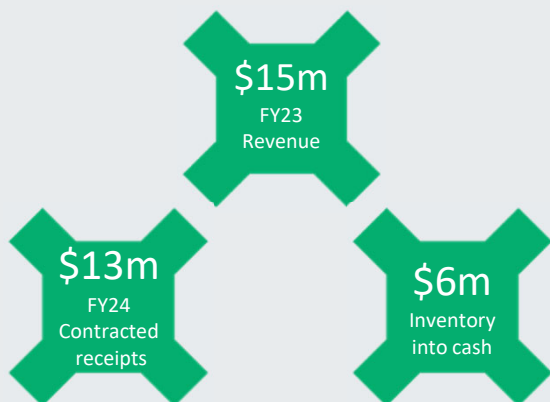 $15m
FY23
Revenue
$13m
FY24
Contracted
receipts
$6m
Inventory
into cash